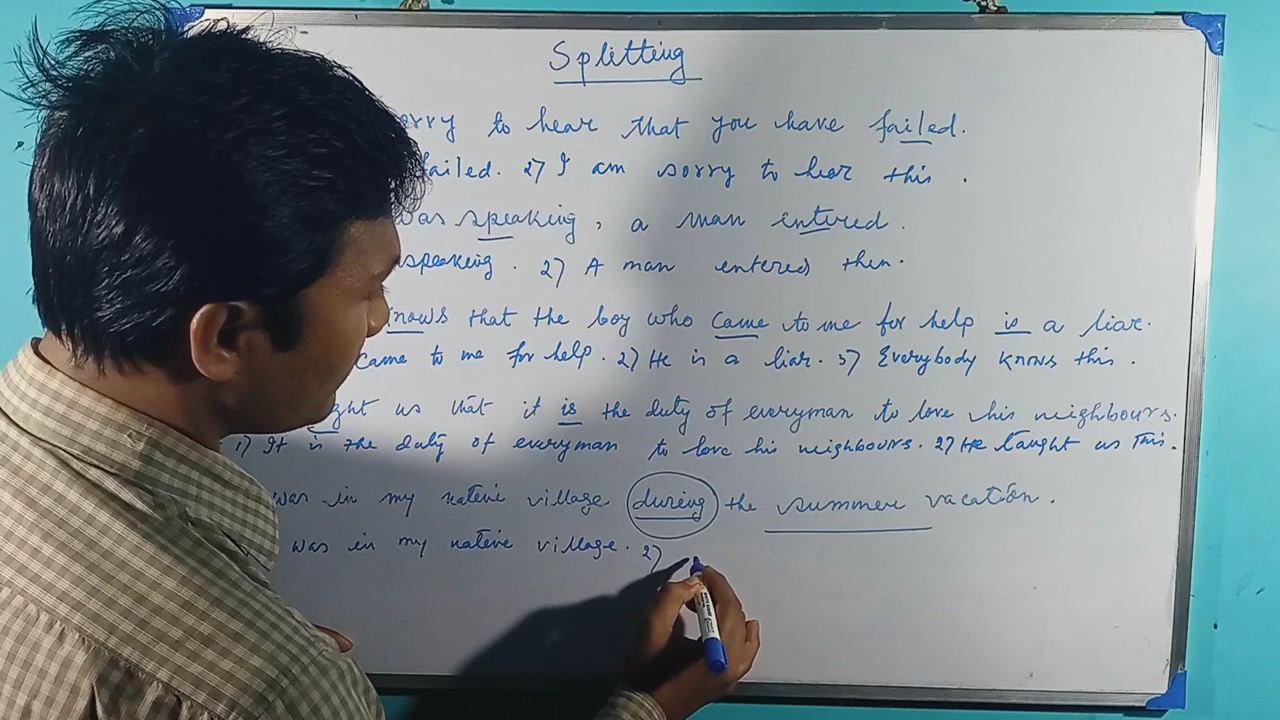 Splitting
to hear that you have failed.
failed. 2) I am sorry to hear this.
was speaking, a man entered.
speaking. 2) A man entered then.
that the boy who came to me for help is a liar.
came to me for help. 2) He is a liar. 3) Everybody knows this.
us that it is the duty of everyman to love his neighbours.
1) It is the duty of everyman to love his neighbours. 2) He taught us this.
was in my native village during the summer vacation.
was in my native village. 2)